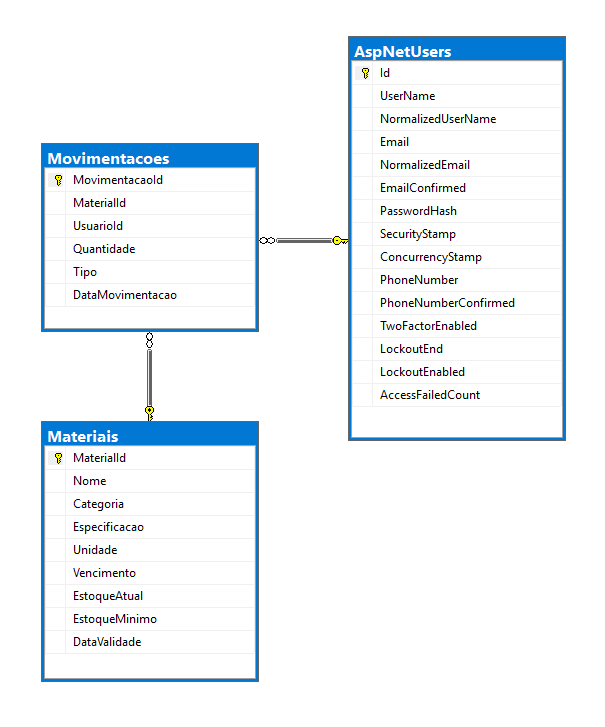 AspNetUsers
Id
UserName
NormalizedUserName
Email
NormalizedEmail
EmailConfirmed
PasswordHash
SecurityStamp
ConcurrencyStamp
PhoneNumber
PhoneNumberConfirmed
TwoFactorEnabled
LockoutEnd
LockoutEnabled
AccessFailedCount
Movimentacoes
MovimentacaoId
MaterialId
UsuarioId
Quantidade
Tipo
DataMovimentacao
Materiais
MaterialId
Nome
Categoria
Especificacao
Unidade
Vencimento
EstoqueAtual
EstoqueMinimo
DataValidade